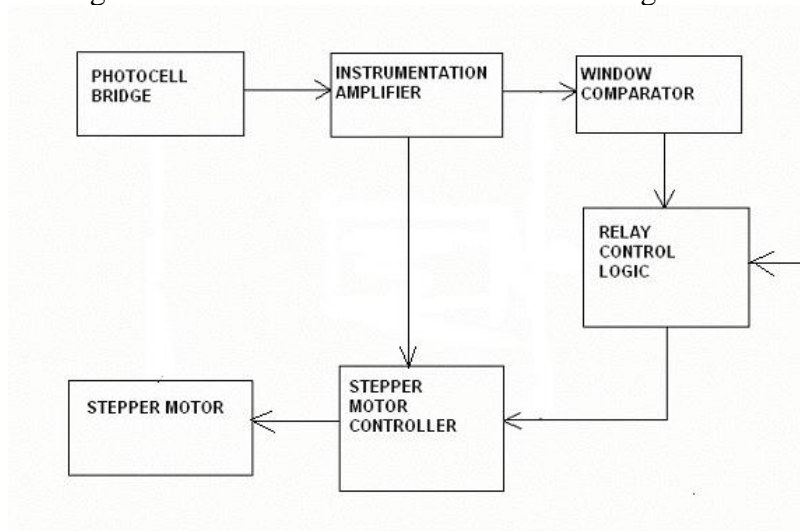 PHOTOCELL
BRIDGE
INSTRUMENTATION
AMPLIFIER
WINDOW
COMPARATOR
RELAY
CONTROL
LOGIC
STEPPER MOTOR
STEPPER
MOTOR
CONTROLLER